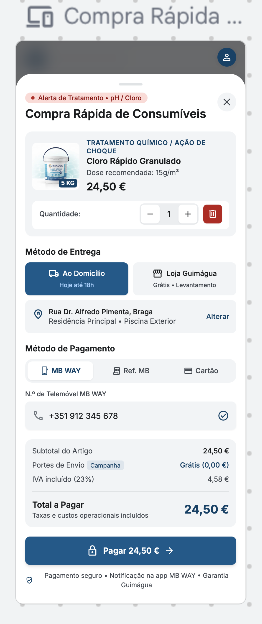 Compra Rápida ...
Alerta de Tratamento • pH / Cloro
Compra Rápida de Consumíveis
TRATAMENTO QUÍMICO / AÇÃO DE
CHOQUE
Cloro Rápido Granulado
Dose recomendada: 15g/m³
5 KG
24,50 €
Quantidade:
− 1 +
Método de Entrega
Ao Domicílio
Hoje até 18h
Loja Guimágua
Grátis • Levantamento
Rua Dr. Alfredo Pimenta, Braga
Residência Principal • Piscina Exterior
Alterar
Método de Pagamento
MB WAY
Ref. MB
Cartão
N.º de Telemóvel MB WAY
+351 912 345 678
Subtotal do Artigo 24,50 €
Portes de Envio Campanha Grátis (0,00 €)
IVA incluído (23%) 4,58 €
Total a Pagar
Taxas e custos operacionais incluídos
24,50 €
Pagar 24,50 € →
Pagamento seguro • Notificação na app MB WAY • Garantia
Guimágua